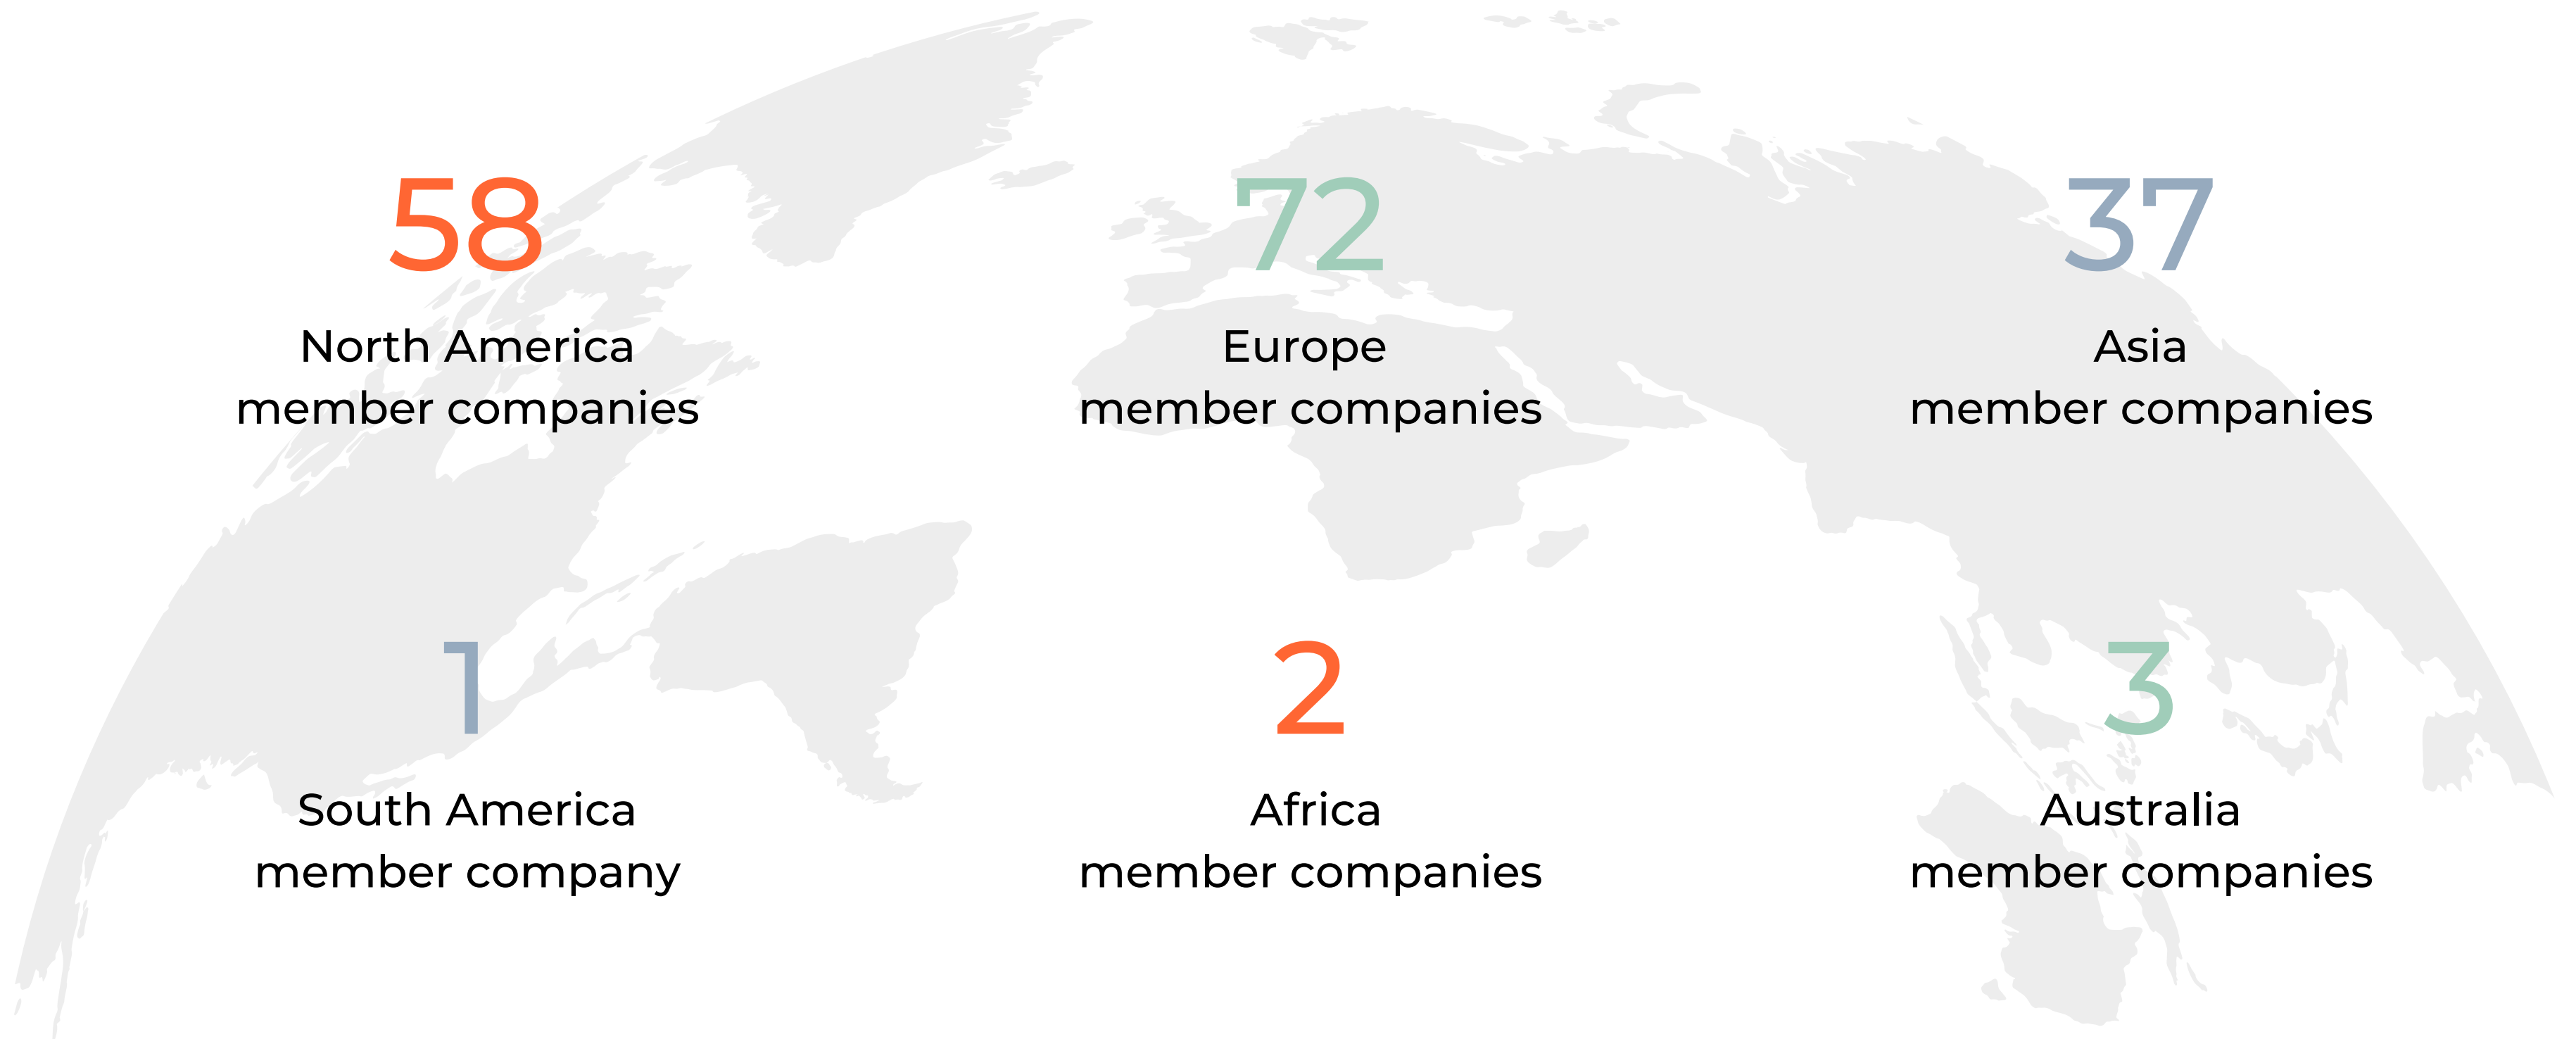 58
North America
member companies
72
Europe
member companies
37
Asia
member companies
1
South America
member company
2
Africa
member companies
3
Australia
member companies